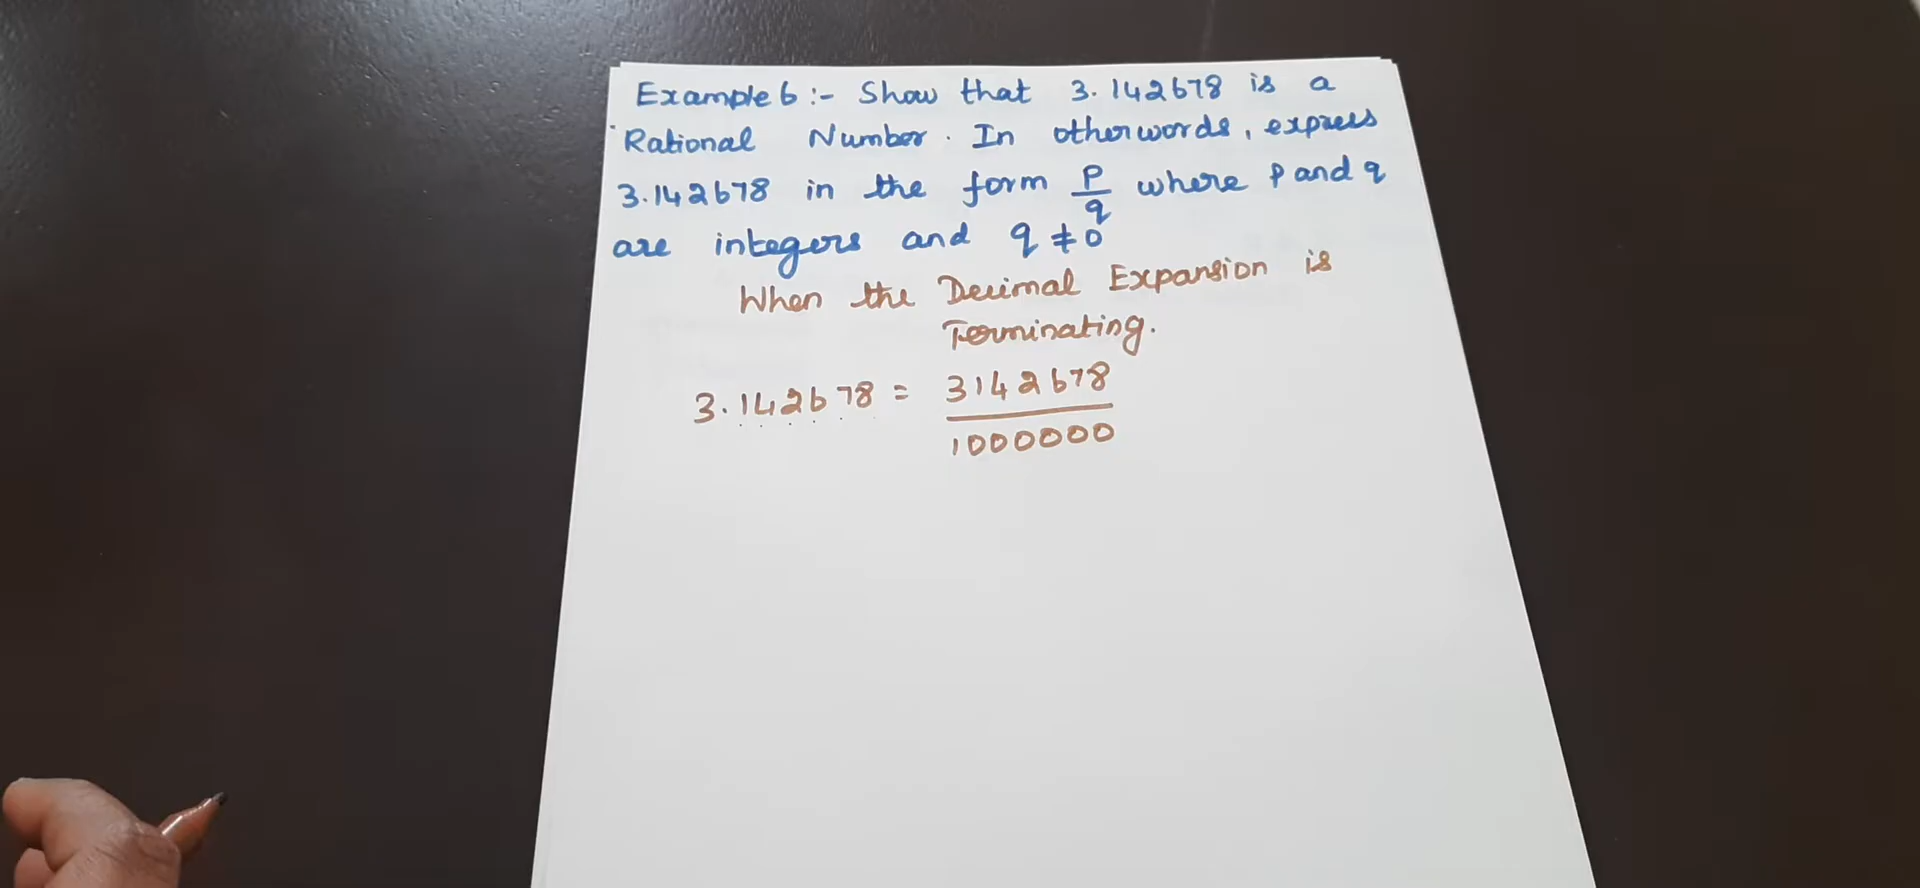 Example 6 :- Show that 3.142678 is a
Rational Number. In otherwords, express
3.142678 in the form P/q where P and q
are integers and q ≠ 0
When the Decimal Expansion is
Terminating.
3.142678 = 3142678
1000000